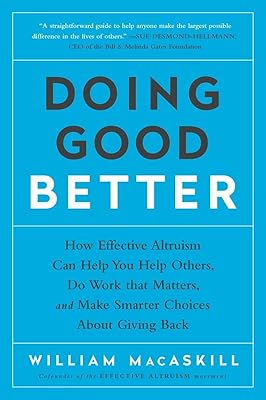 "A straightforward guide to help anyone make the largest possible
difference in the lives of others." —SUE DESMOND-HELLMANN,
CEO of the Bill & Melinda Gates Foundation
DOING
GOOD
BETTER
How Effective Altruism
Can Help You Help Others,
Do Work that Matters,
and Make Smarter Choices
About Giving Back
WILLIAM MACASKILL
Cofounder of the EFFECTIVE ALTRUISM movement